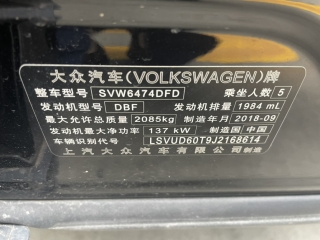 大众汽车(VOLKSWAGEN)牌
整车型号 SVW6474DFD 乘坐人数 5
发动机型号 DBF 发动机排量 1984 mL
最大允许总质量 2085kg 制造年月 2018-09
发动机最大净功率 137 kW 制造国 中国
车辆识别代号 LSVUD60T9J2168614
上汽大众汽车有限公司制造